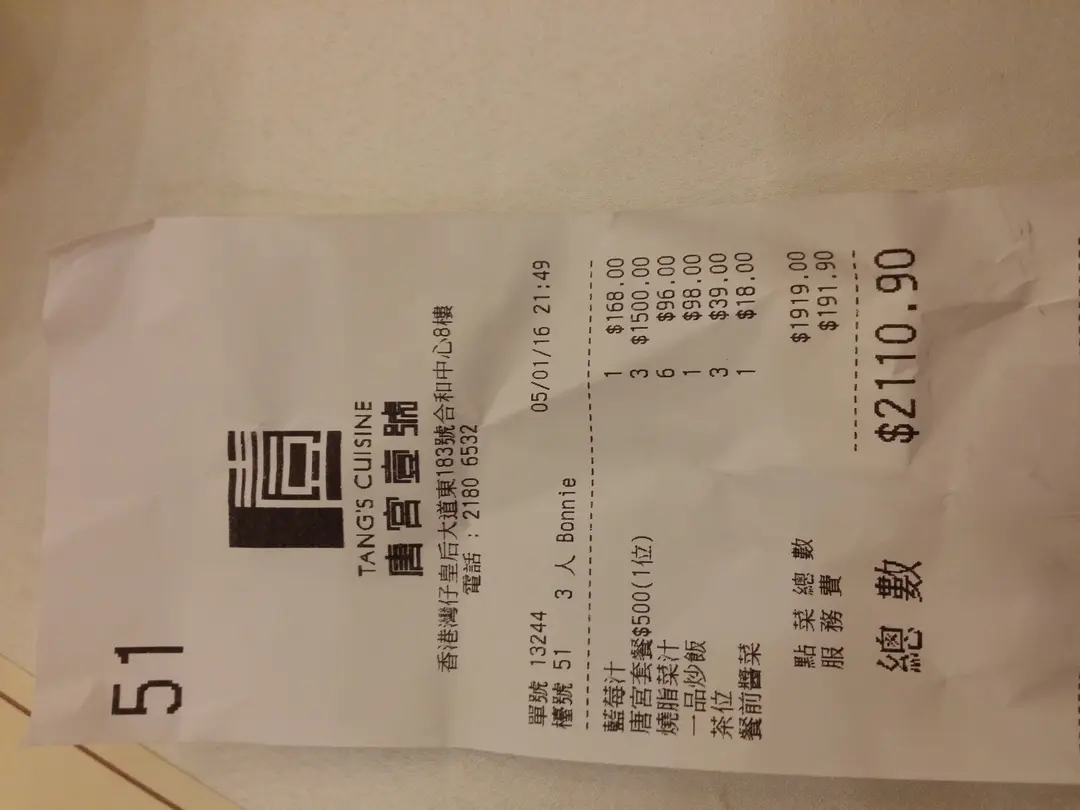 51
TANG'S CUISINE
唐宮壹號
香港灣仔皇后大道東183號合和中心8樓
電話 : 2180 6532
單號 13244 05/01/16 21:49
檯號 51 3 人 Bonnie
藍莓汁 1 $168.00
唐宮套餐$500(1位) 3 $1500.00
燒脂菜汁 6 $96.00
一品炒飯 1 $98.00
茶位 3 $39.00
餐前醬菜 1 $18.00
點 菜 總 數 $1919.00
服 務 費 $191.90
總 數 $2110.90